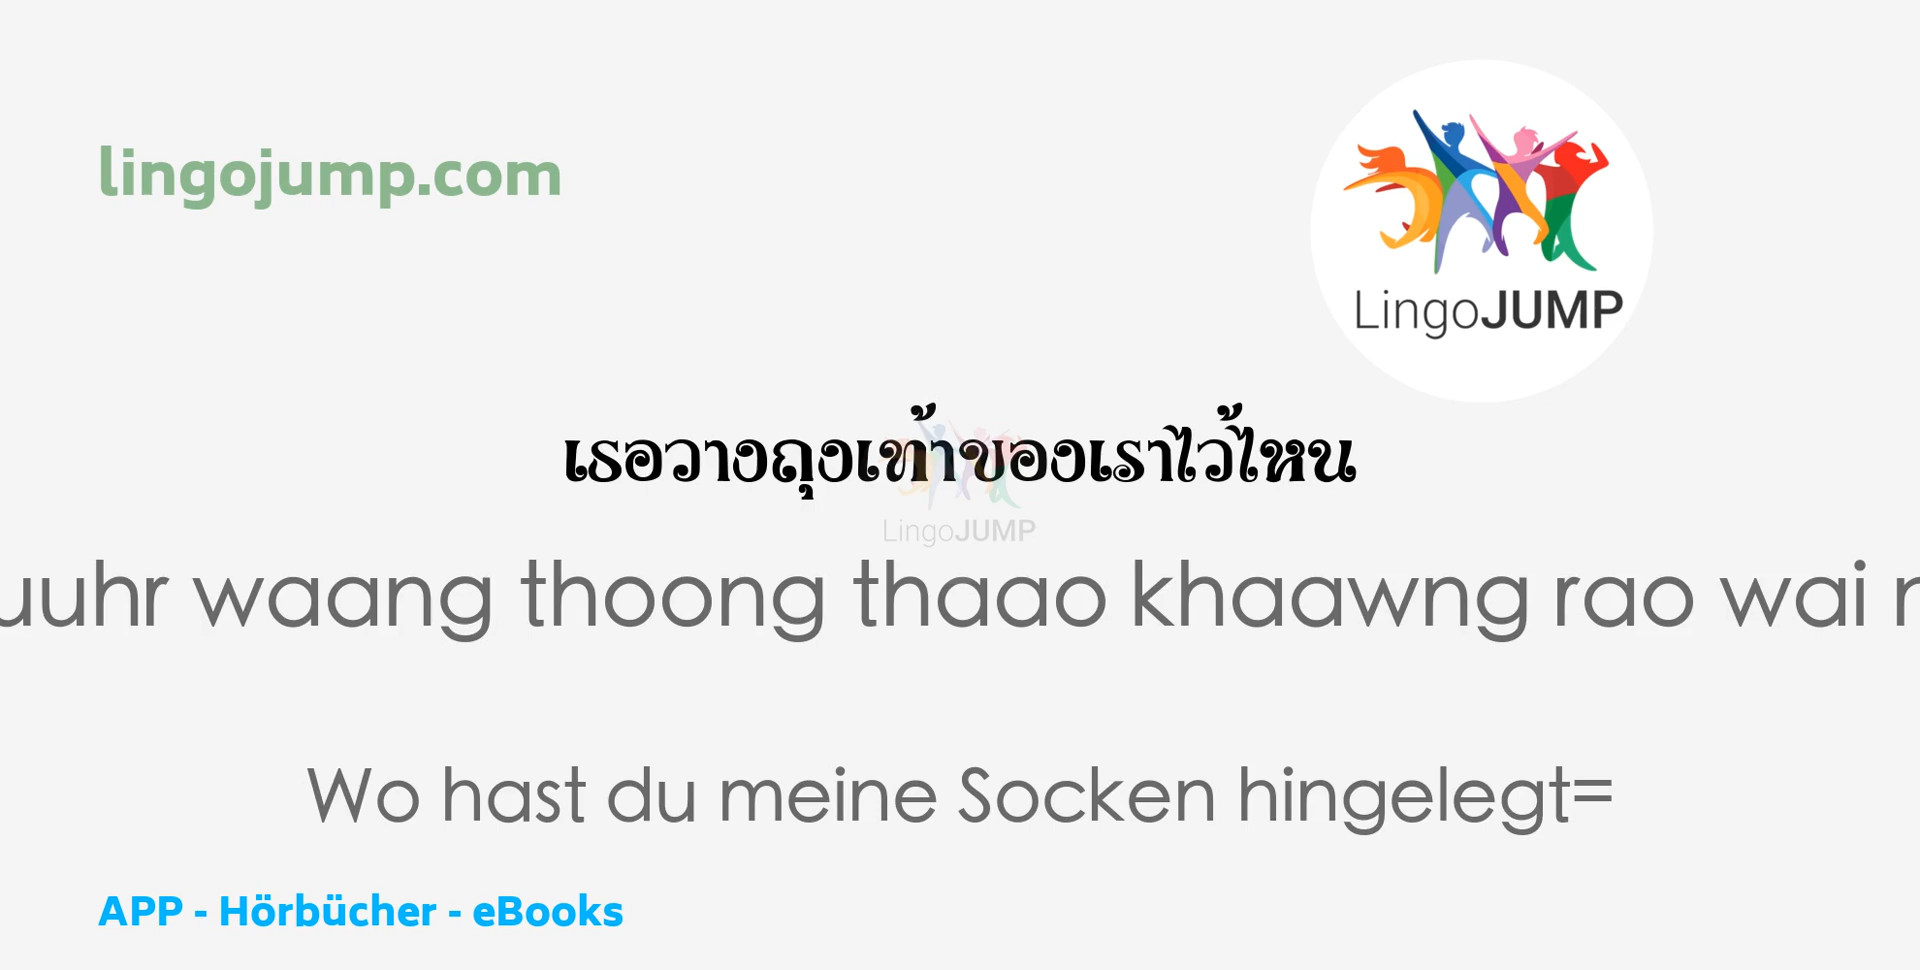 lingojump.com
LingoJUMP
เธอวางถุงเท้าของเราไว้ไหน
LingoJUMP
uuhr waang thoong thaao khaawng rao wai
Wo hast du meine Socken hingelegt=
APP - Hörbücher - eBooks